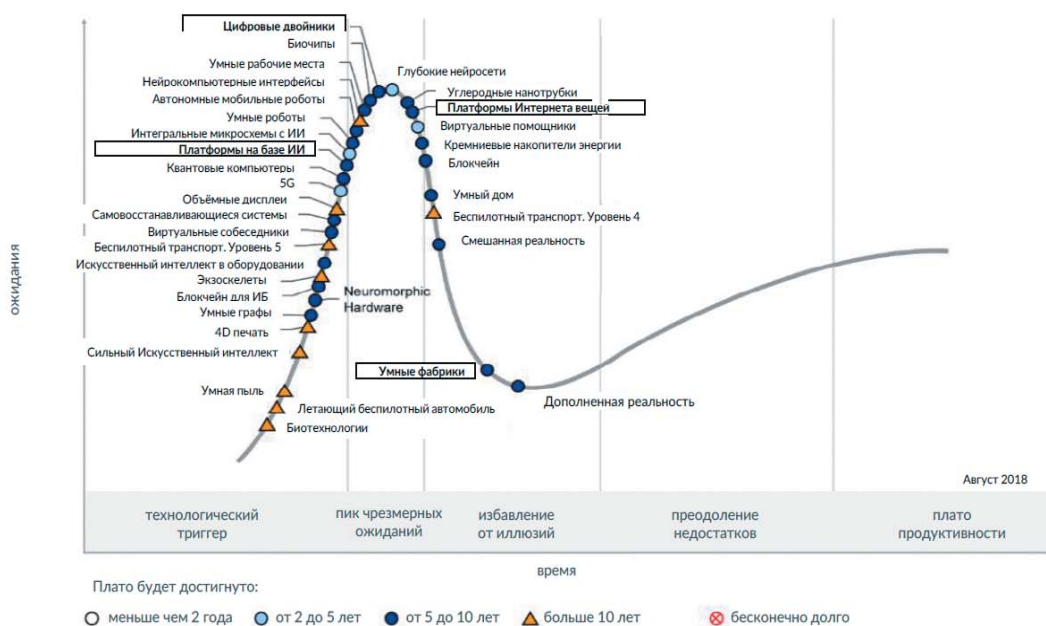 Цифровые двойники
Биочипы
Умные рабочие места
Нейрокомпьютерные интерфейсы
Автономные мобильные роботы
Умные роботы
Интегральные микросхемы с ИИ
Платформы на базе ИИ
Квантовые компьютеры
5G
Объёмные дисплеи
Самовосстанавливающиеся системы
Виртуальные собеседники
Беспилотный транспорт. Уровень 5
Искусственный интеллект в оборудовании
Экзоскелеты
Блокчейн для ИБ
Neuromorphic
Hardware
Умные графы
4D печать
Сильный Искусственный интеллект
Умная пыль
Летающий беспилотный автомобиль
Биотехнологии
Глубокие нейросети
Углеродные нанотрубки
Платформы Интернета вещей
Виртуальные помощники
Кремниевые накопители энергии
Блокчейн
Умный дом
Беспилотный транспорт. Уровень 4
Смешанная реальность
Умные фабрики
Дополненная реальность
ожидания
Август 2018
технологический
триггер
пик чрезмерных
ожиданий
избавление
от иллюзий
преодоление
недостатков
плато
продуктивности
время
Плато будет достигнуто:
меньше чем 2 года
от 2 до 5 лет
от 5 до 10 лет
больше 10 лет
бесконечно долго